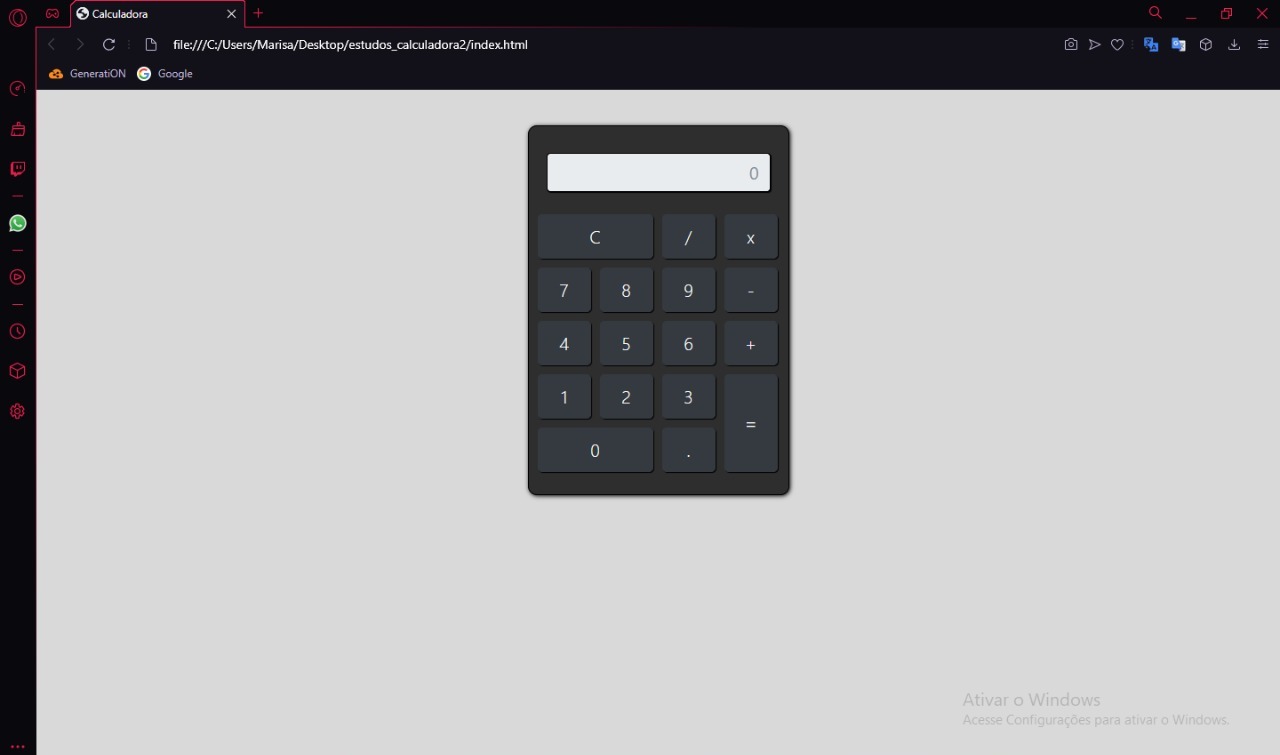 Calculadora
file:///C:/Users/Marisa/Desktop/estudos_calculadora2/index.html
GeneratiON Google
0
C / x
7 8 9 -
4 5 6 +
1 2 3
=
0 .
Ativar o Windows
Acesse Configurações para ativar o Windows.